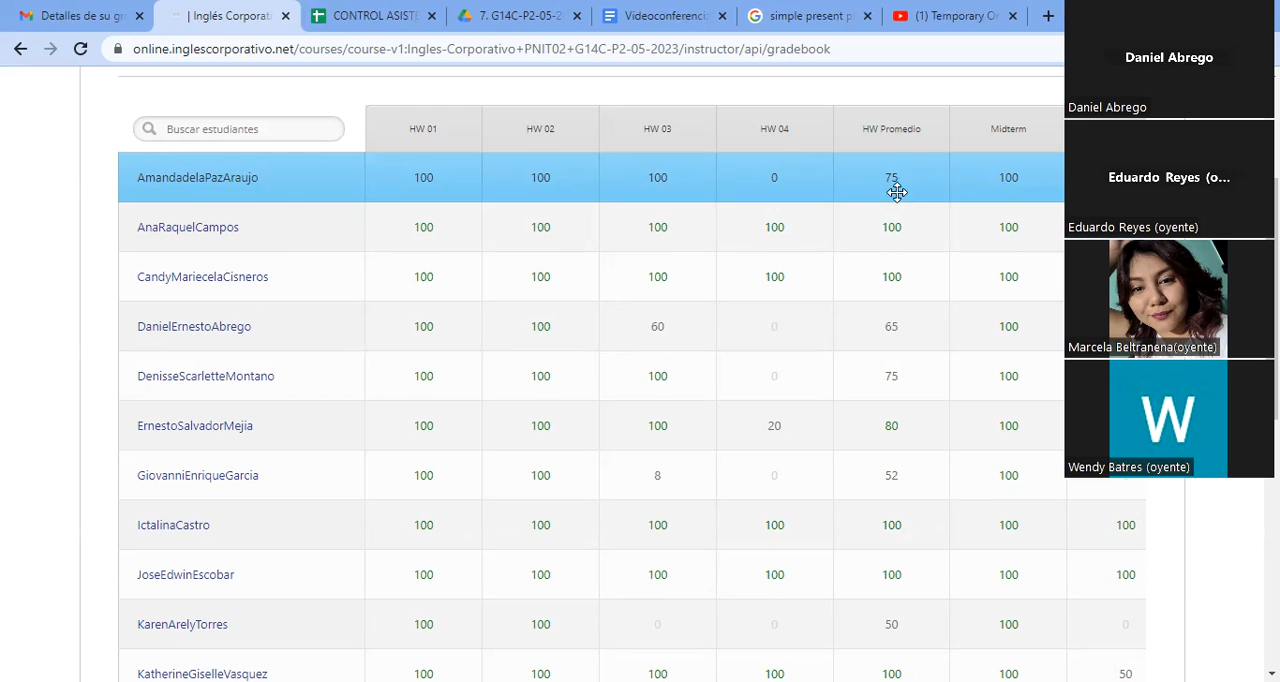 Detalles de su gr
| Inglés Corporati
CONTROL ASIST
7. G14C-P2-05-2
Videoconferenci
simple present p
(1) Temporary O
online.inglescorporativo.net/courses/course-v1:Ingles-Corporativo+PNIT02+G14C-P2-05-2023/instructor/api/gradebook
Buscar estudiantes HW 01 HW 02 HW 03 HW 04 HW Promedio Midterm
AmandadelaPazAraujo 100 100 100 0 75 100
AnaRaquelCampos 100 100 100 100 100 100
CandyMariecelaCisneros 100 100 100 100 100 100
DanielErnestoAbrego 100 100 60 0 65 100
DenisseScarletteMontano 100 100 100 0 75 100
ErnestoSalvadorMejia 100 100 100 20 80 100
GiovanniEnriqueGarcia 100 100 8 0 52 100
IctalinaCastro 100 100 100 100 100 100 100
JoseEdwinEscobar 100 100 100 100 100 100 100
KarenArelyTorres 100 100 0 0 50 100 0
KatherineGiselleVasquez 100 100 100 100 100 100 50
Daniel Abrego
Daniel Abrego
Eduardo Reyes (o...
Eduardo Reyes (oyente)
Marcela Beltranena(oyente)
W
Wendy Batres (oyente)